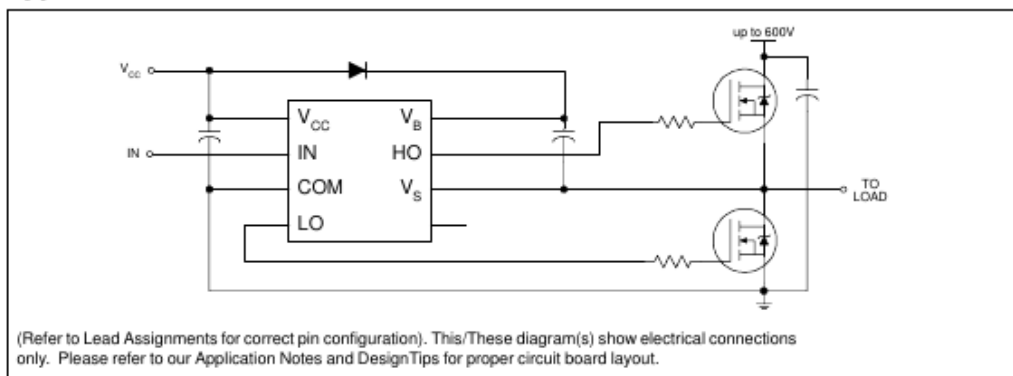 up to 600V
VCC
VCC
VB
IN
IN
HO
COM
VS
TO
LOAD
LO
(Refer to Lead Assignments for correct pin configuration). This/These diagram(s) show electrical connections
only. Please refer to our Application Notes and DesignTips for proper circuit board layout.